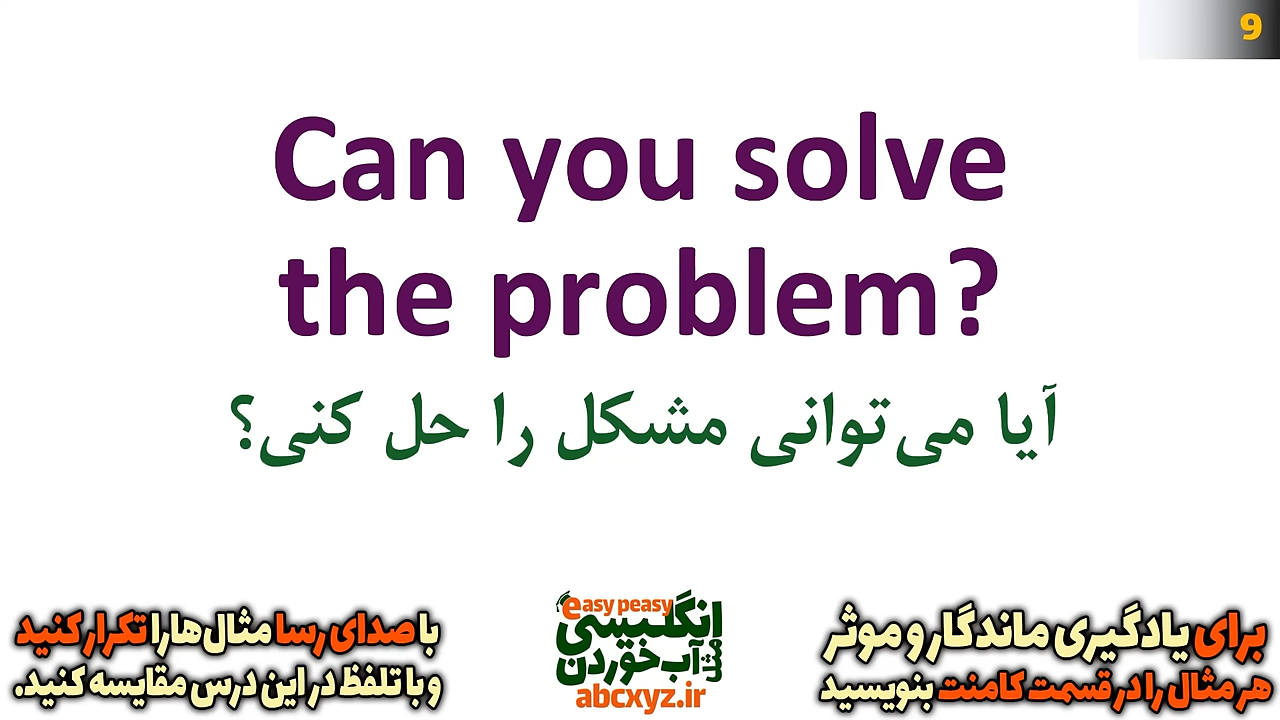 9
Can you solve
the problem?
آیا می‌توانی مشکل را حل کنی؟
برای یادگیری ماندگار و موثر
هر مثال را در قسمت کامنت بنویسید
easy peasy
انگلیسی
مثل آب خوردن
abcxyz.ir
با صدای رسا مثال‌ها را تکرار کنید
و با تلفظ در این درس مقایسه کنید.